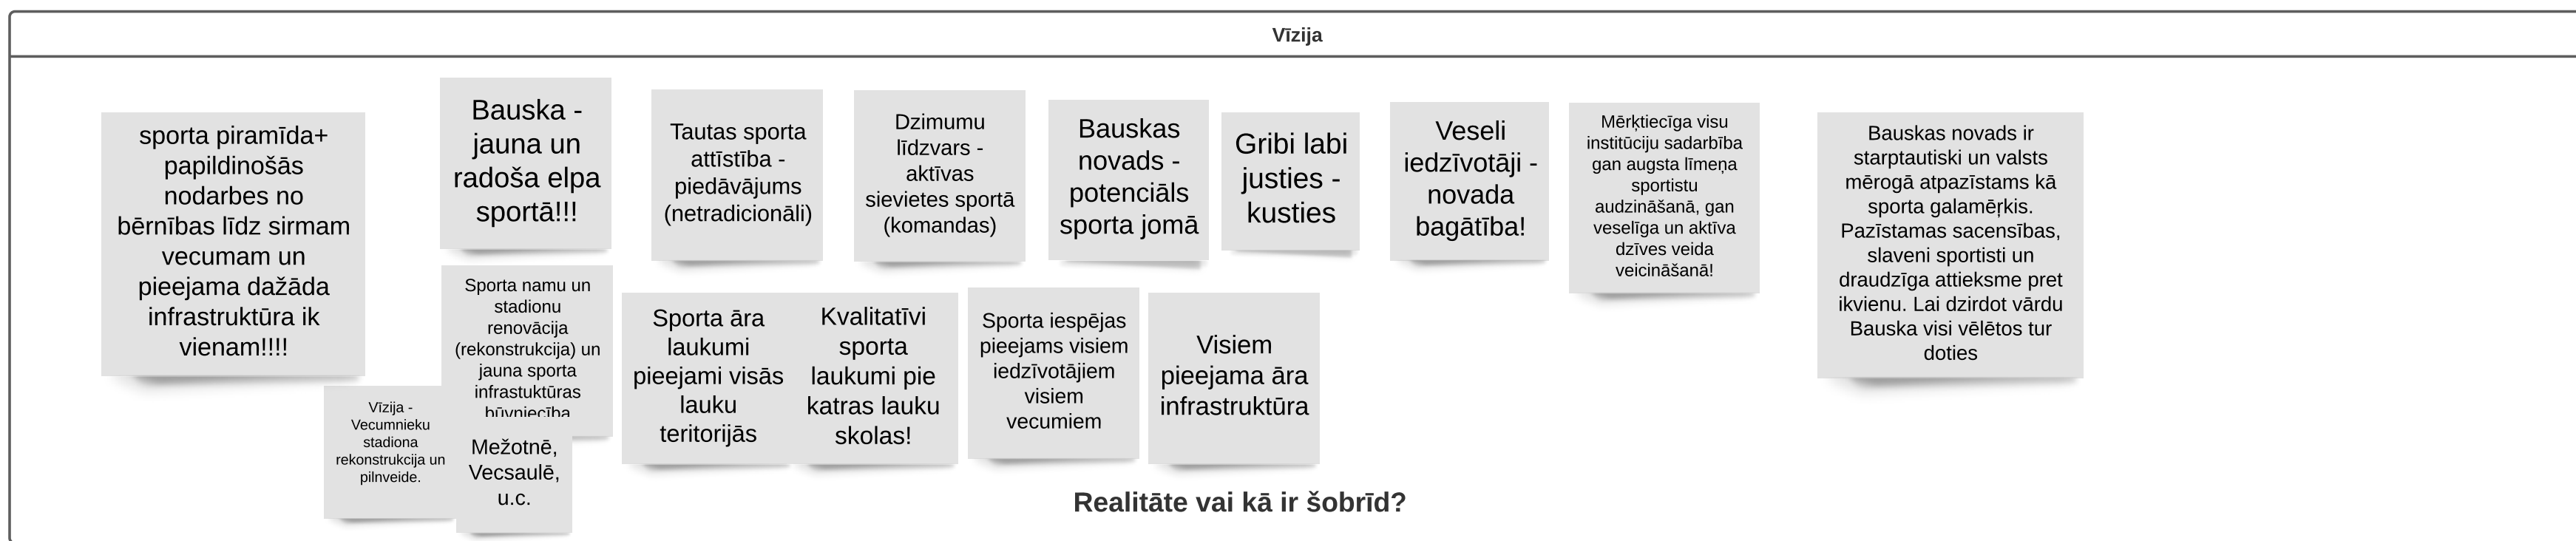 Vīzija
sporta piramīda+
papildinošās
nodarbes no
bērnības līdz sirmam
vecumam un
pieejama dažāda
infrastruktūra ik
vienam!!!!
Bauska -
jauna un
radoša elpa
sportā!!!
Tautas sporta
attīstība -
piedāvājums
(netradicionāli)
Dzimumu
līdzvars -
aktīvas
sievietes sportā
(komandas)
Bauskas
novads -
potenciāls
sporta jomā
Gribi labi
justies -
kusties
Veseli
iedzīvotāji -
novada
bagātība!
Mērķtiecīga visu
institūciju sadarbība
gan augsta līmeņa
sportistu
audzināšanā, gan
veselīga un aktīva
dzīves veida
veicināšanā!
Bauskas novads ir
starptautiski un valsts
mērogā atpazīstams kā
sporta galamēŗkis.
Pazīstamas sacensības,
slaveni sportisti un
draudzīga attieksme pret
ikvienu. Lai dzirdot vārdu
Bauska visi vēlētos tur
doties
Sporta namu un
stadionu
renovācija
(rekonstrukcija) un
jauna sporta
infrastuktūras
būvniecība
Sporta āra
laukumi
pieejami visās
lauku
teritorijās
Kvalitatīvi
sporta
laukumi pie
katras lauku
skolas!
Sporta iespējas
pieejams visiem
iedzīvotājiem
visiem
vecumiem
Visiem
pieejama āra
infrastruktūra
Vīzija -
Vecumnieku
stadiona
rekonstrukcija un
pilnveide.
Mežotnē,
Vecsaulē,
u.c.
Realitāte vai kā ir šobrīd?